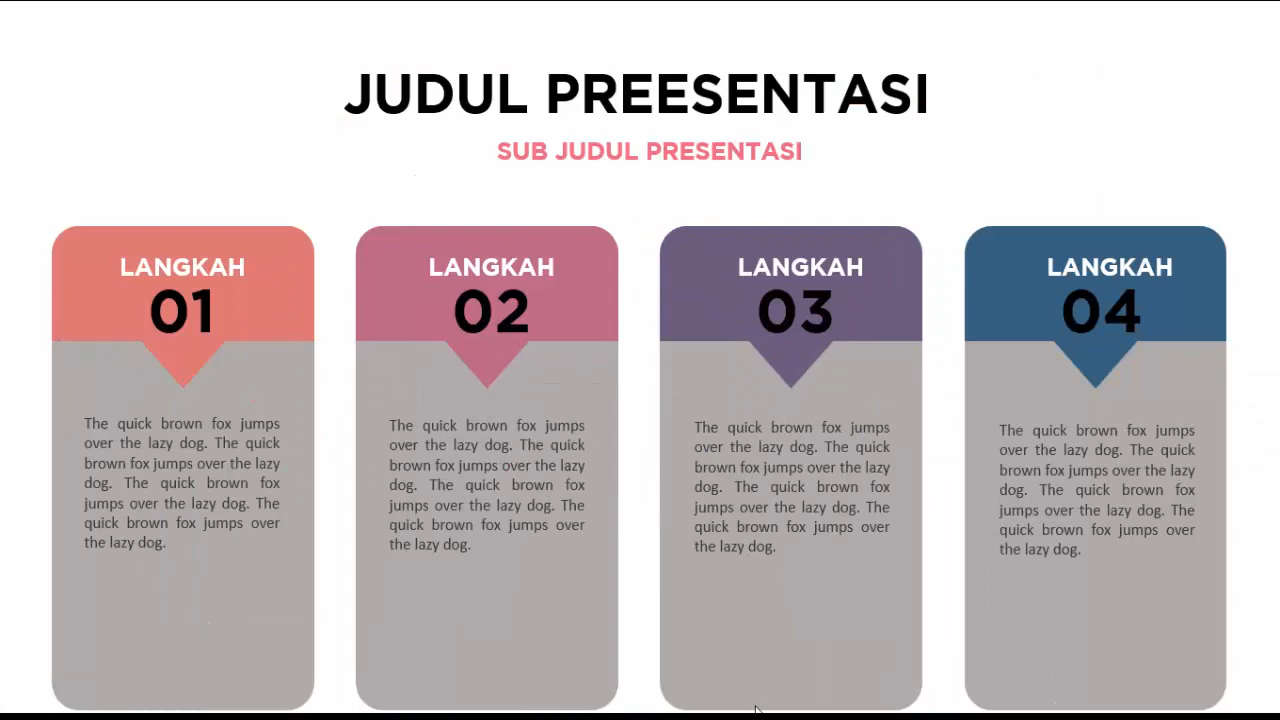 JUDUL PREESENTASI
SUB JUDUL PRESENTASI
LANGKAH
01
The quick brown fox jumps
over the lazy dog. The quick
brown fox jumps over the lazy
dog. The quick brown fox
jumps over the lazy dog. The
quick brown fox jumps over
the lazy dog.
LANGKAH
02
The quick brown fox jumps
over the lazy dog. The quick
brown fox jumps over the lazy
dog. The quick brown fox
jumps over the lazy dog. The
quick brown fox jumps over
the lazy dog.
LANGKAH
03
The quick brown fox jumps
over the lazy dog. The quick
brown fox jumps over the lazy
dog. The quick brown fox
jumps over the lazy dog. The
quick brown fox jumps over
the lazy dog.
LANGKAH
04
The quick brown fox jumps
over the lazy dog. The quick
brown fox jumps over the lazy
dog. The quick brown fox
jumps over the lazy dog. The
quick brown fox jumps over
the lazy dog.